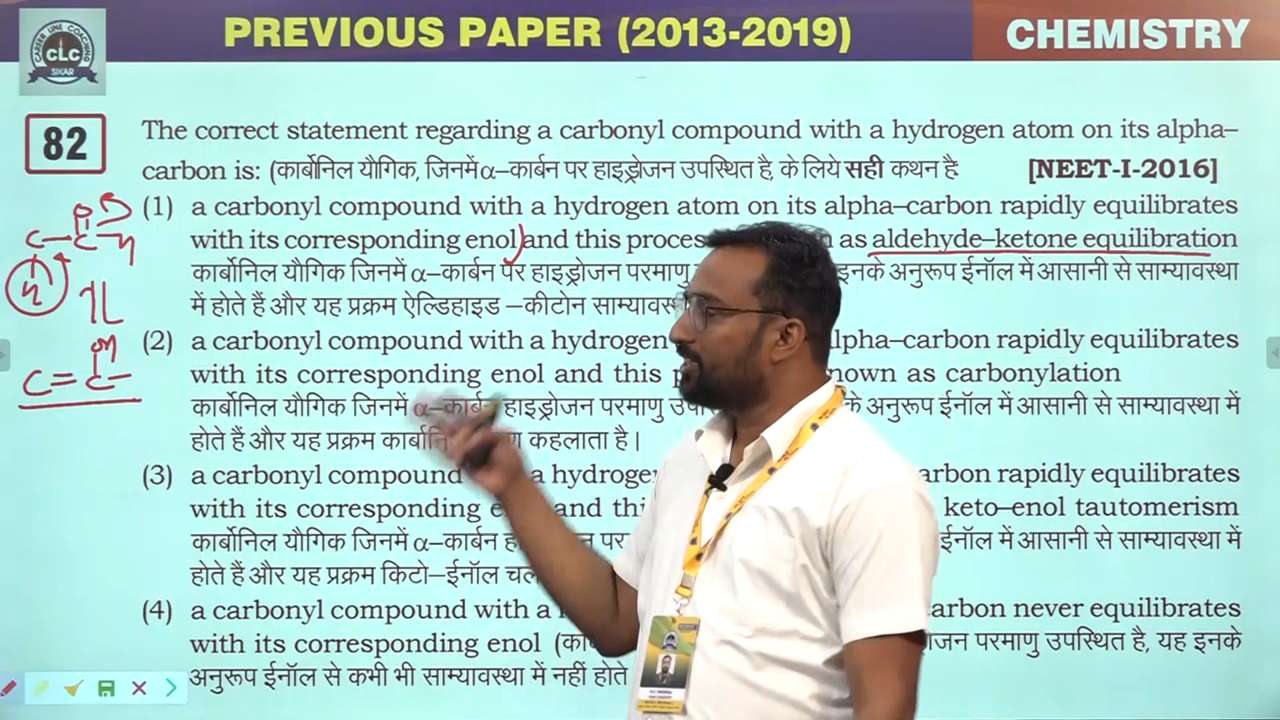 PREVIOUS PAPER (2013-2019)
CHEMISTRY
CAREER LINE COACHING
CLC
SIKAR
82
The correct statement regarding a carbonyl compound with a hydrogen atom on its alpha–
carbon is: (कार्बोनिल यौगिक, जिनमें α–कार्बन पर हाइड्रोजन उपस्थित है, के लिये सही कथन है
[NEET-I-2016]
(1) a carbonyl compound with a hydrogen atom on its alpha–carbon rapidly equilibrates
with its corresponding enol and this as aldehyde–ketone equilibration
कार्बोनिल यौगिक जिनमें α–कार्बन पर हाइड्रोजन परमाणु इनके अनुरूप ईनॉल में आसानी से साम्यावस्था
में होते हैं और यह प्रक्रम ऐल्डिहाइड –कीटोन
(2) a carbonyl compound with a hydrogen alpha–carbon rapidly equilibrates
with its corresponding enol and this known as carbonylation
कार्बोनिल यौगिक जिनमें α–कार्बन हाइड्रोजन परमाणु के अनुरूप ईनॉल में आसानी से साम्यावस्था में
होते हैं और यह प्रक्रम कहलाता है |
(3) a carbonyl compound a hydrogen carbon rapidly equilibrates
with its corresponding and keto–enol tautomerism
कार्बोनिल यौगिक जिनमें α–कार्बन ईनॉल में आसानी से साम्यावस्था में
होते हैं और यह प्रक्रम किटो–ईनॉल
(4) a carbonyl compound with a carbon never equilibrates
with its corresponding enol परमाणु उपस्थित है, यह इनके
अनुरूप ईनॉल से कभी भी साम्यावस्था में नहीं होते
O
C–C–H
H
OH
C=C–